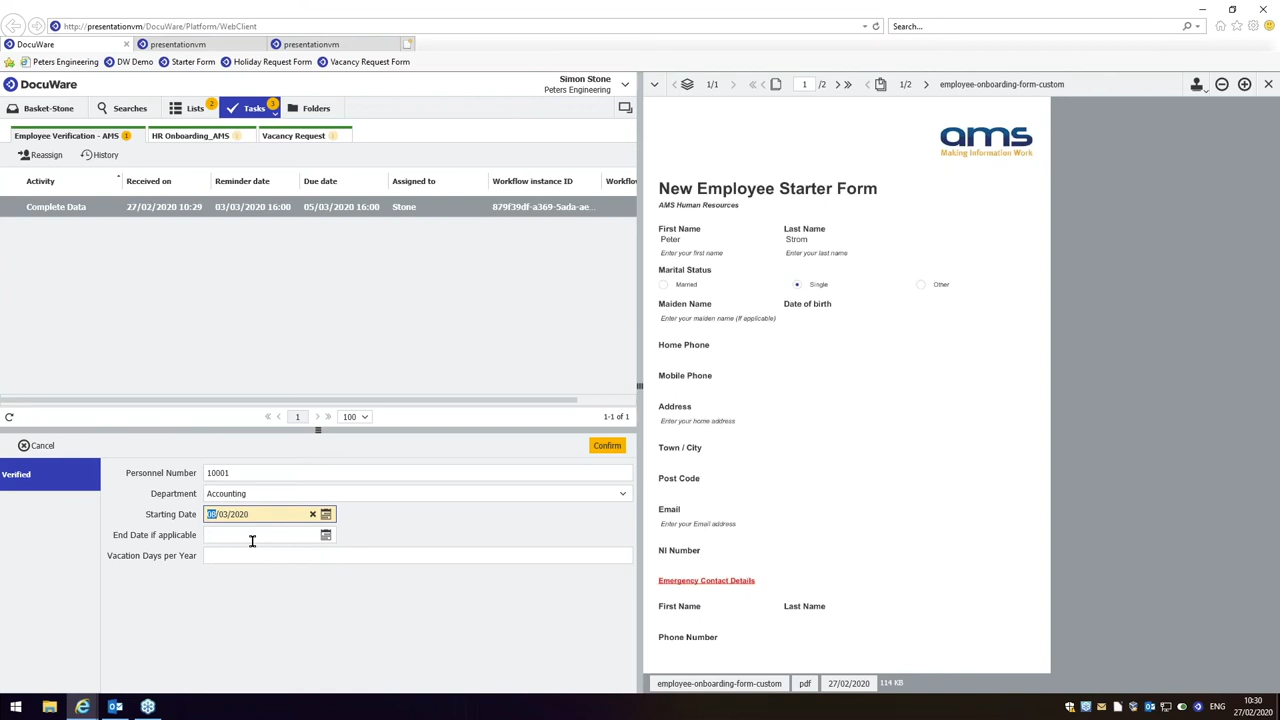 http://presentationvm/DocuWare/Platform/WebClient
Search...
DocuWare
presentationvm
presentationvm
Peters Engineering
DW Demo
Starter Form
Holiday Request Form
Vacancy Request Form
DocuWare
Simon Stone
Peters Engineering
Basket-Stone
Searches
Lists 2
Tasks 3
Folders
Employee Verification - AMS 1
HR Onboarding_AMS
Vacancy Request
Reassign
History
Activity
Received on
Reminder date
Due date
Assigned to
Workflow instance ID
Workflow
Complete Data
27/02/2020 10:29
03/03/2020 16:00
05/03/2020 16:00
Stone
879f39df-a369-5ada-ae...
1
100
1-1 of 1
Cancel
Confirm
Verified
Personnel Number
10001
Department
Accounting
Starting Date
08/03/2020
End Date if applicable
Vacation Days per Year
1/1
1 /2
1/2
employee-onboarding-form-custom
ams
Making Information Work
New Employee Starter Form
AMS Human Resources
First Name
Last Name
Peter
Strom
Enter your first name
Enter your last name
Marital Status
Married
Single
Other
Maiden Name
Date of birth
Enter your maiden name (If applicable)
Home Phone
Mobile Phone
Address
Enter your home address
Town / City
Post Code
Email
Enter your Email address
NI Number
Emergency Contact Details
First Name
Last Name
Phone Number
employee-onboarding-form-custom
pdf
27/02/2020
114 KB
ENG
10:30
27/02/2020